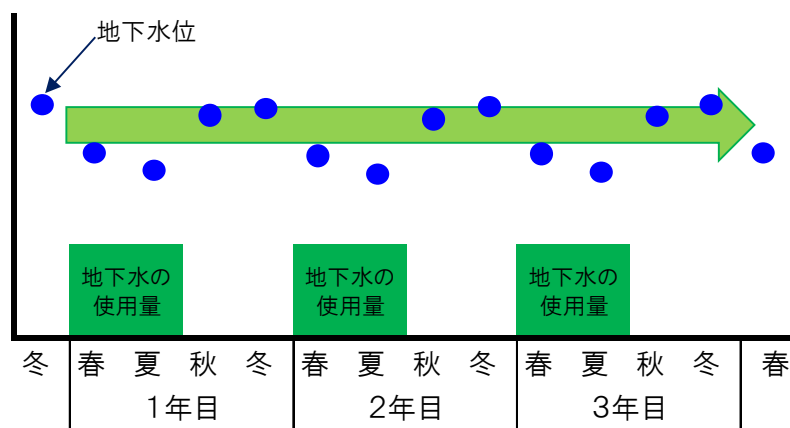 地下水位
地下水の
使用量
地下水の
使用量
地下水の
使用量
冬 春 夏 秋 冬 春 夏 秋 冬 春 夏 秋 冬 春
1年目 2年目 3年目